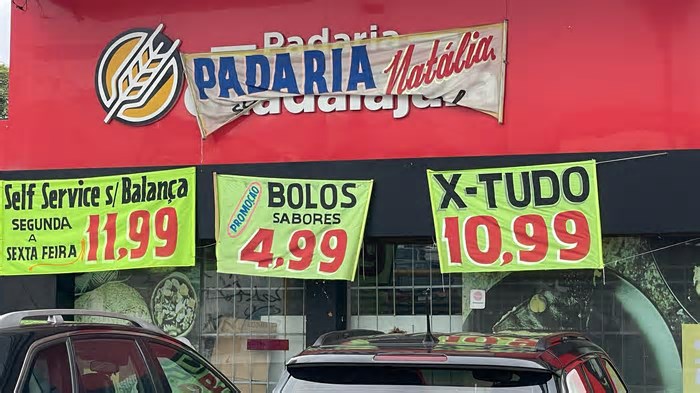 Padaria
PADARIA Natália
Guadalajara
Self Service s/ Balança
SEGUNDA
A
SEXTA FEIRA
11,99
PROMOÇÃO
BOLOS
SABORES
4,99
X-TUDO
10,99